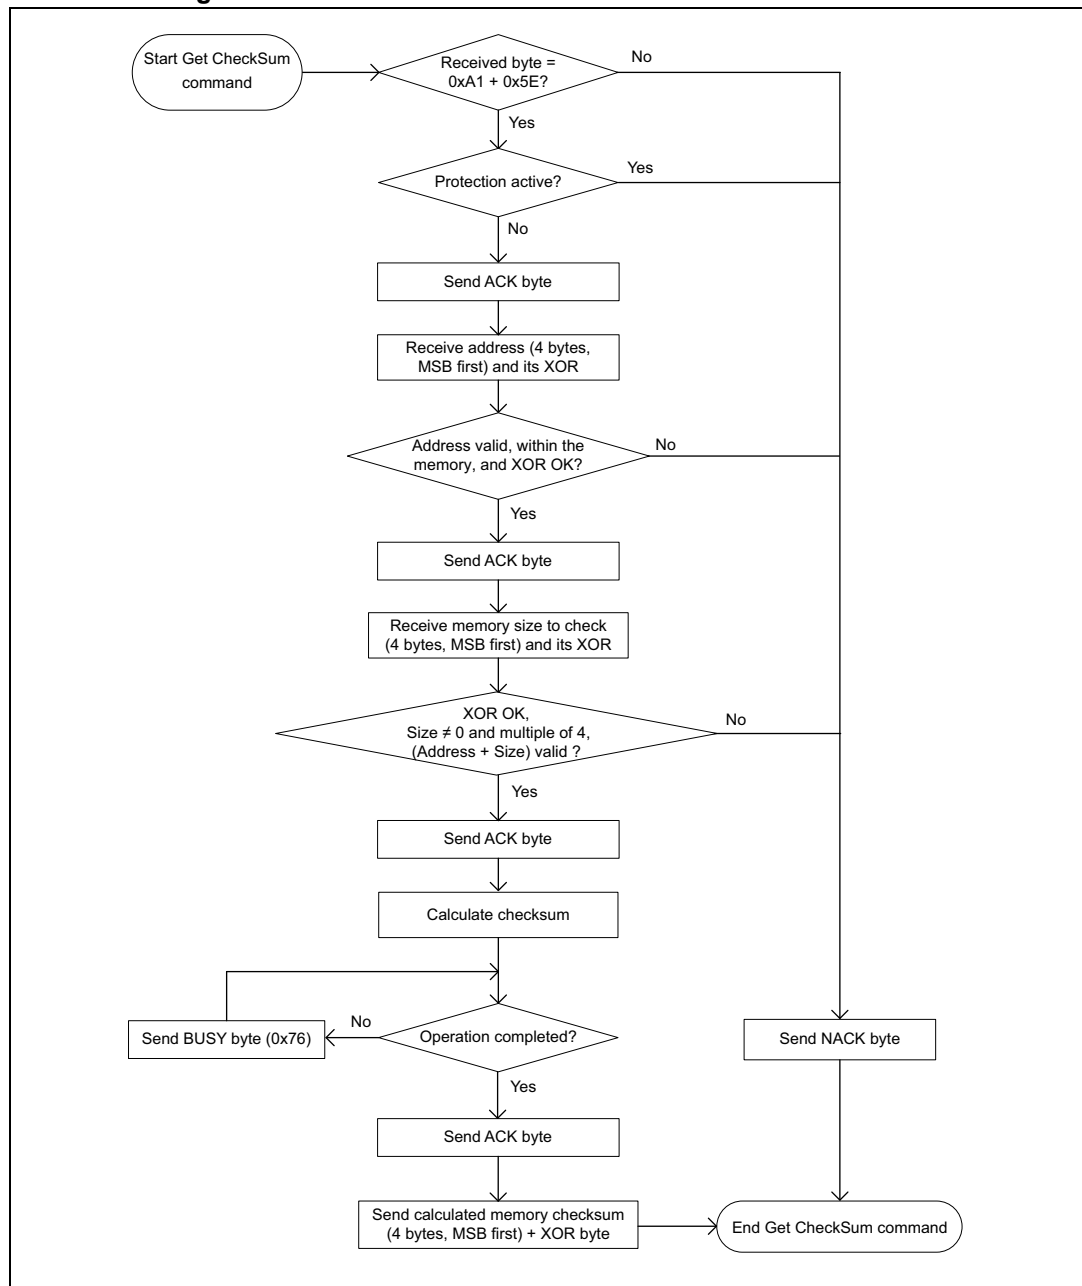 Start Get CheckSum
command
Received byte =
0xA1 + 0x5E?
No
Yes
Protection active?
Yes
No
Send ACK byte
Receive address (4 bytes,
MSB first) and its XOR
Address valid, within the
memory, and XOR OK?
No
Yes
Send ACK byte
Receive memory size to check
(4 bytes, MSB first) and its XOR
XOR OK,
Size ≠ 0 and multiple of 4,
(Address + Size) valid ?
No
Yes
Send ACK byte
Calculate checksum
Operation completed?
No
Send BUSY byte (0x76)
Yes
Send NACK byte
Send ACK byte
Send calculated memory checksum
(4 bytes, MSB first) + XOR byte
End Get CheckSum command